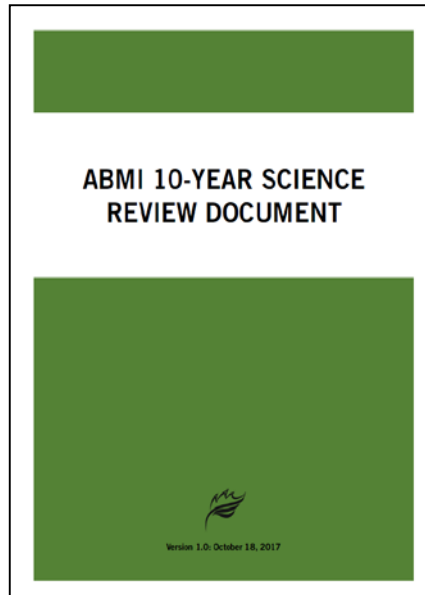 ABMI 10-YEAR SCIENCE
REVIEW DOCUMENT
Version 1.0: October 18, 2017